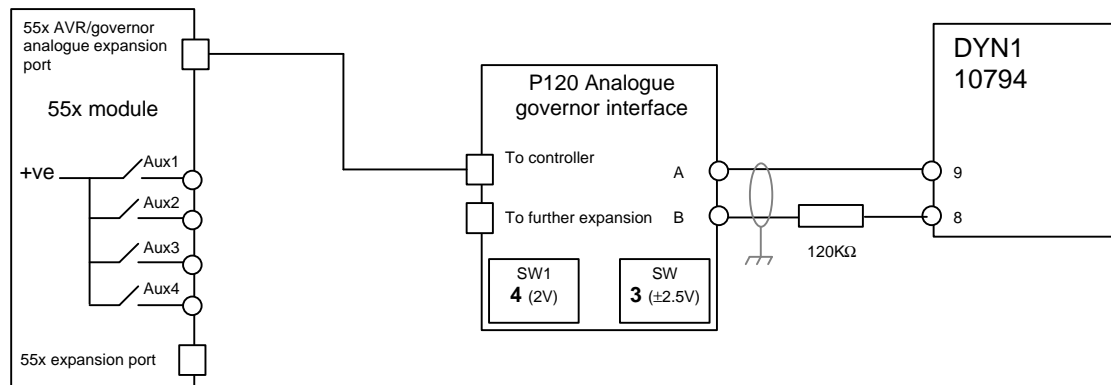 55x AVR/governor
analogue expansion
port
55x module
+ve
Aux1
Aux2
Aux3
Aux4
55x expansion port
P120 Analogue
governor interface
To controller
A
To further expansion
B
SW1
4 (2V)
SW
3 (±2.5V)
120KΩ
DYN1
10794
9
8